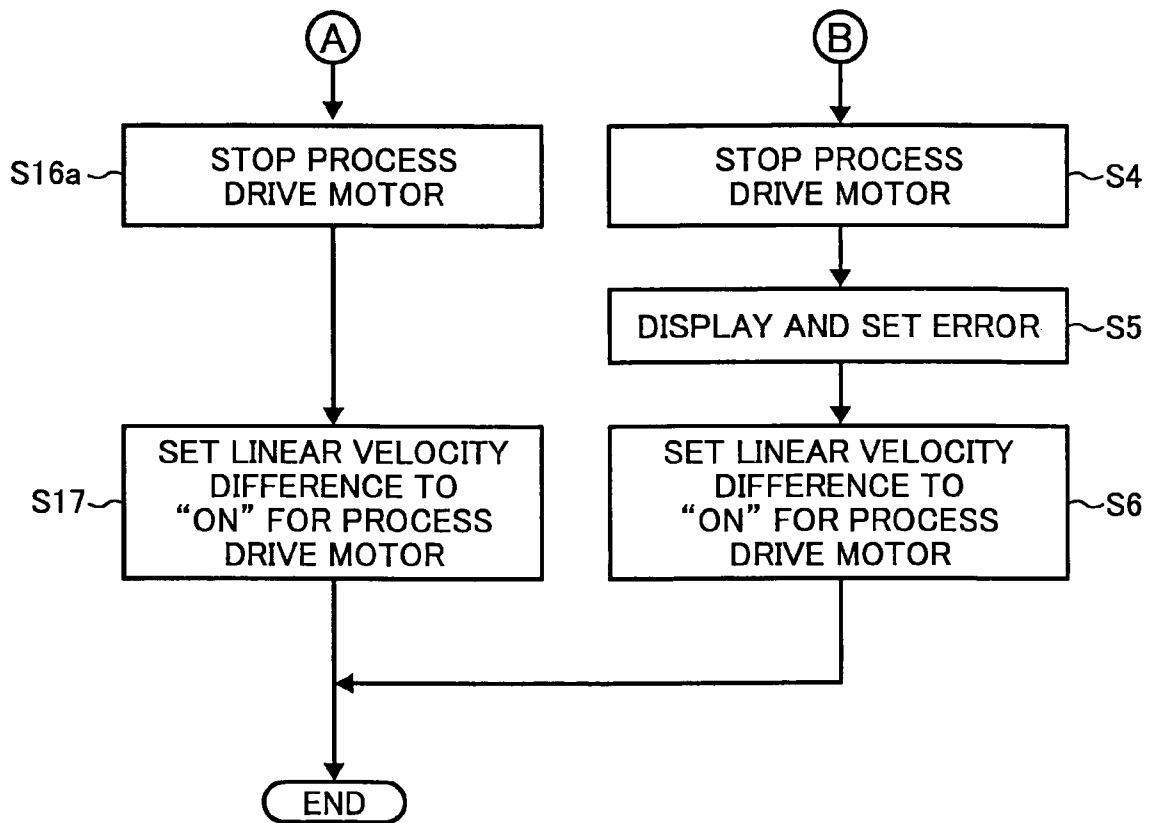 A
B
S16a
STOP PROCESS
DRIVE MOTOR
STOP PROCESS
DRIVE MOTOR
S4
DISPLAY AND SET ERROR
S5
S17
SET LINEAR VELOCITY
DIFFERENCE TO
“ON” FOR PROCESS
DRIVE MOTOR
SET LINEAR VELOCITY
DIFFERENCE TO
“ON” FOR PROCESS
DRIVE MOTOR
S6
END